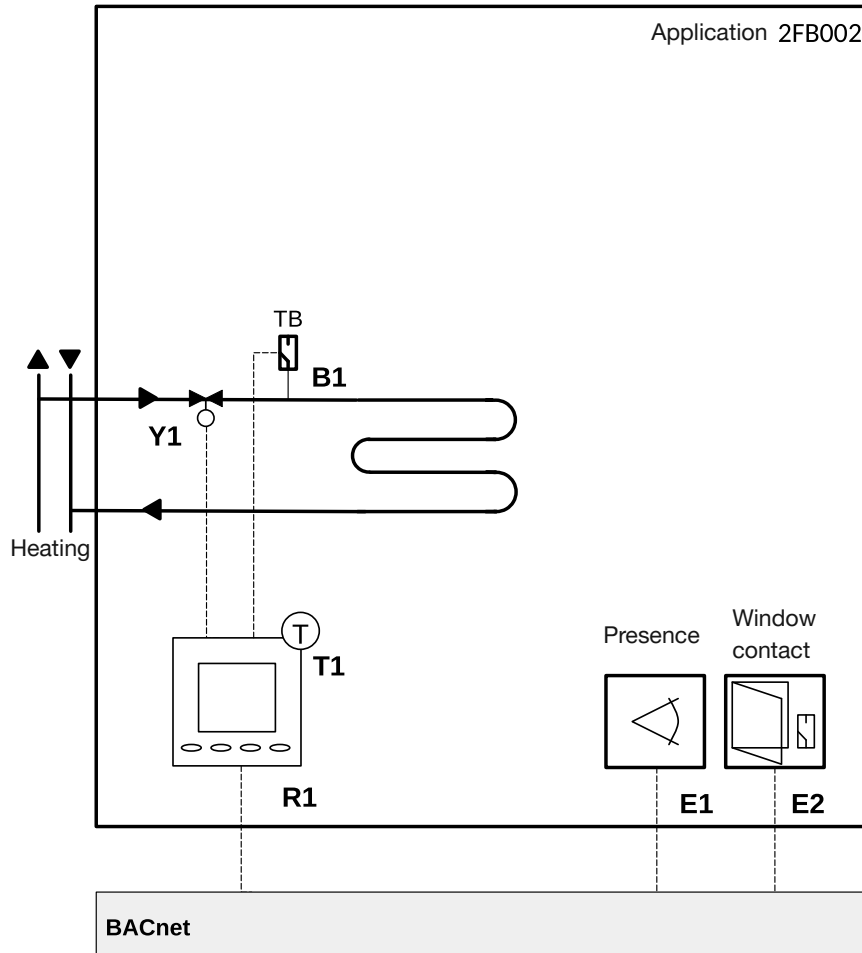 Application 2FB002
TB
B1
Y1
Heating
T
T1
Presence
Window
contact
R1
E1
E2
BACnet